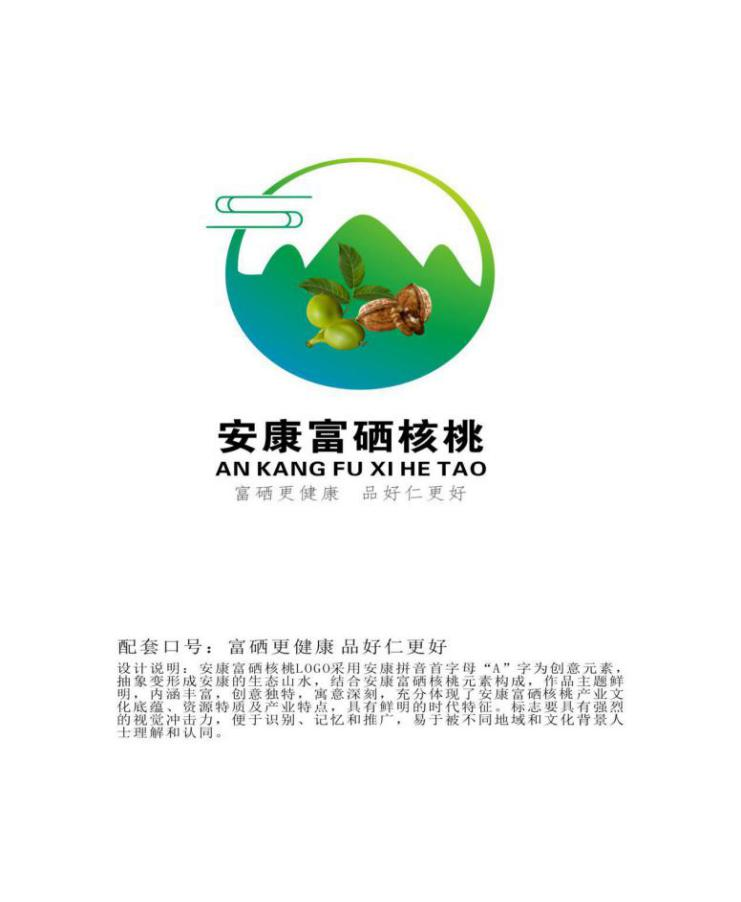 安康富硒核桃
AN KANG FU XI HE TAO
富硒更健康 品好仁更好
配套口号：富硒更健康 品好仁更好
设计说明：安康富硒核桃LOGO采用安康拼音首字母“A”字为创意元素，
抽象变形成安康的生态山水，结合安康富硒核桃元素构成，作品主题鲜
明，内涵丰富，创意独特，寓意深刻，充分体现了安康富硒核桃产业文
化底蕴、资源特质及产业特点，具有鲜明的时代特征。标志要具有强烈
的视觉冲击力，便于识别、记忆和推广，易于被不同地域和文化背景人
士理解和认同。